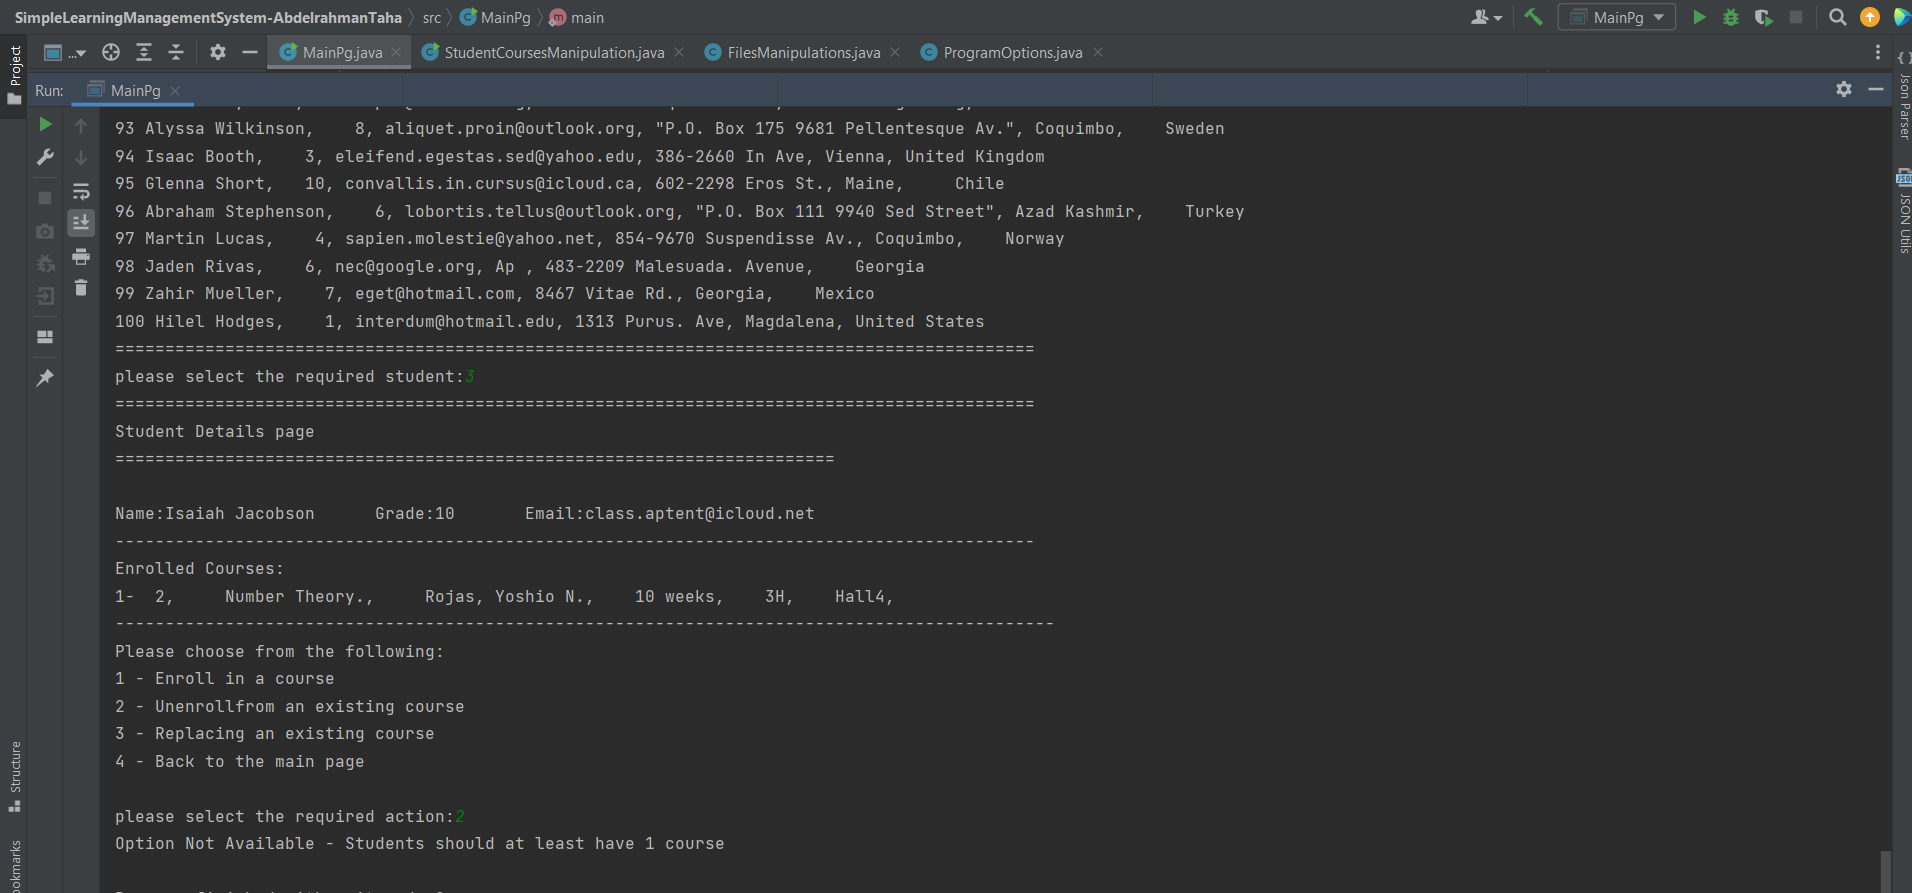 SimpleLearningManagementSystem-AbdelrahmanTaha src MainPg main MainPg
Project
... MainPg.java StudentCoursesManipulation.java FilesManipulations.java ProgramOptions.java
Run: MainPg
Json Parser
JSON Utils
93 Alyssa Wilkinson,    8, aliquet.proin@outlook.org, "P.O. Box 175 9681 Pellentesque Av.", Coquimbo,    Sweden
94 Isaac Booth,    3, eleifend.egestas.sed@yahoo.edu, 386-2660 In Ave, Vienna, United Kingdom
95 Glenna Short,   10, convallis.in.cursus@icloud.ca, 602-2298 Eros St., Maine,     Chile
96 Abraham Stephenson,    6, lobortis.tellus@outlook.org, "P.O. Box 111 9940 Sed Street", Azad Kashmir,    Turkey
97 Martin Lucas,    4, sapien.molestie@yahoo.net, 854-9670 Suspendisse Av., Coquimbo,    Norway
98 Jaden Rivas,    6, nec@google.org, Ap , 483-2209 Malesuada. Avenue,    Georgia
99 Zahir Mueller,    7, eget@hotmail.com, 8467 Vitae Rd., Georgia,    Mexico
100 Hilel Hodges,    1, interdum@hotmail.edu, 1313 Purus. Ave, Magdalena, United States
============================================================================================
please select the required student:3
============================================================================================
Student Details page
========================================================================
Name:Isaiah Jacobson      Grade:10       Email:class.aptent@icloud.net
--------------------------------------------------------------------------------------------
Enrolled Courses:
1-  2,     Number Theory.,     Rojas, Yoshio N.,    10 weeks,    3H,    Hall4,
----------------------------------------------------------------------------------------------
Please choose from the following:
1 - Enroll in a course
2 - Unenrollfrom an existing course
3 - Replacing an existing course
4 - Back to the main page
please select the required action:2
Option Not Available - Students should at least have 1 course
Structure